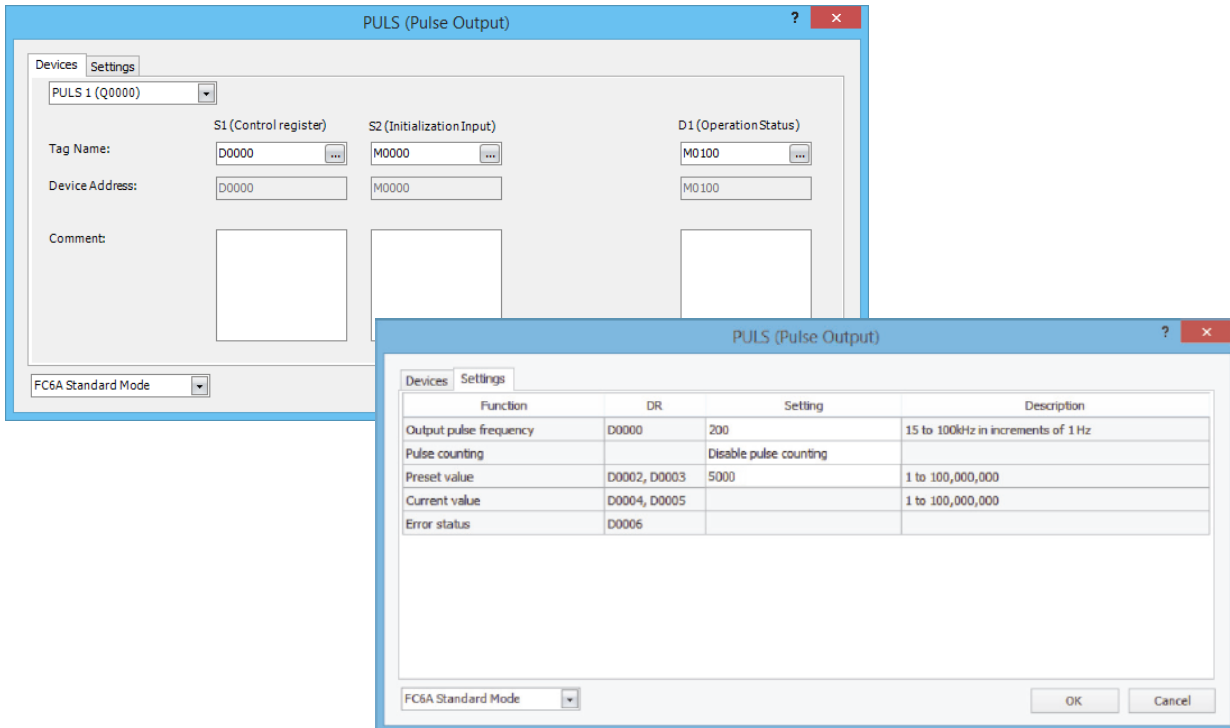 PULS (Pulse Output)
?
Devices Settings
PULS 1 (Q0000)
S1 (Control register) S2 (Initialization Input) D1 (Operation Status)
Tag Name: D0000 ... M0000 ... M0100 ...
Device Address: D0000 M0000 M0100
Comment:
FC6A Standard Mode
PULS (Pulse Output)
?
Devices Settings
Function DR Setting Description
Output pulse frequency D0000 200 15 to 100kHz in increments of 1 Hz
Pulse counting Disable pulse counting
Preset value D0002, D0003 5000 1 to 100,000,000
Current value D0004, D0005 1 to 100,000,000
Error status D0006
FC6A Standard Mode OK Cancel